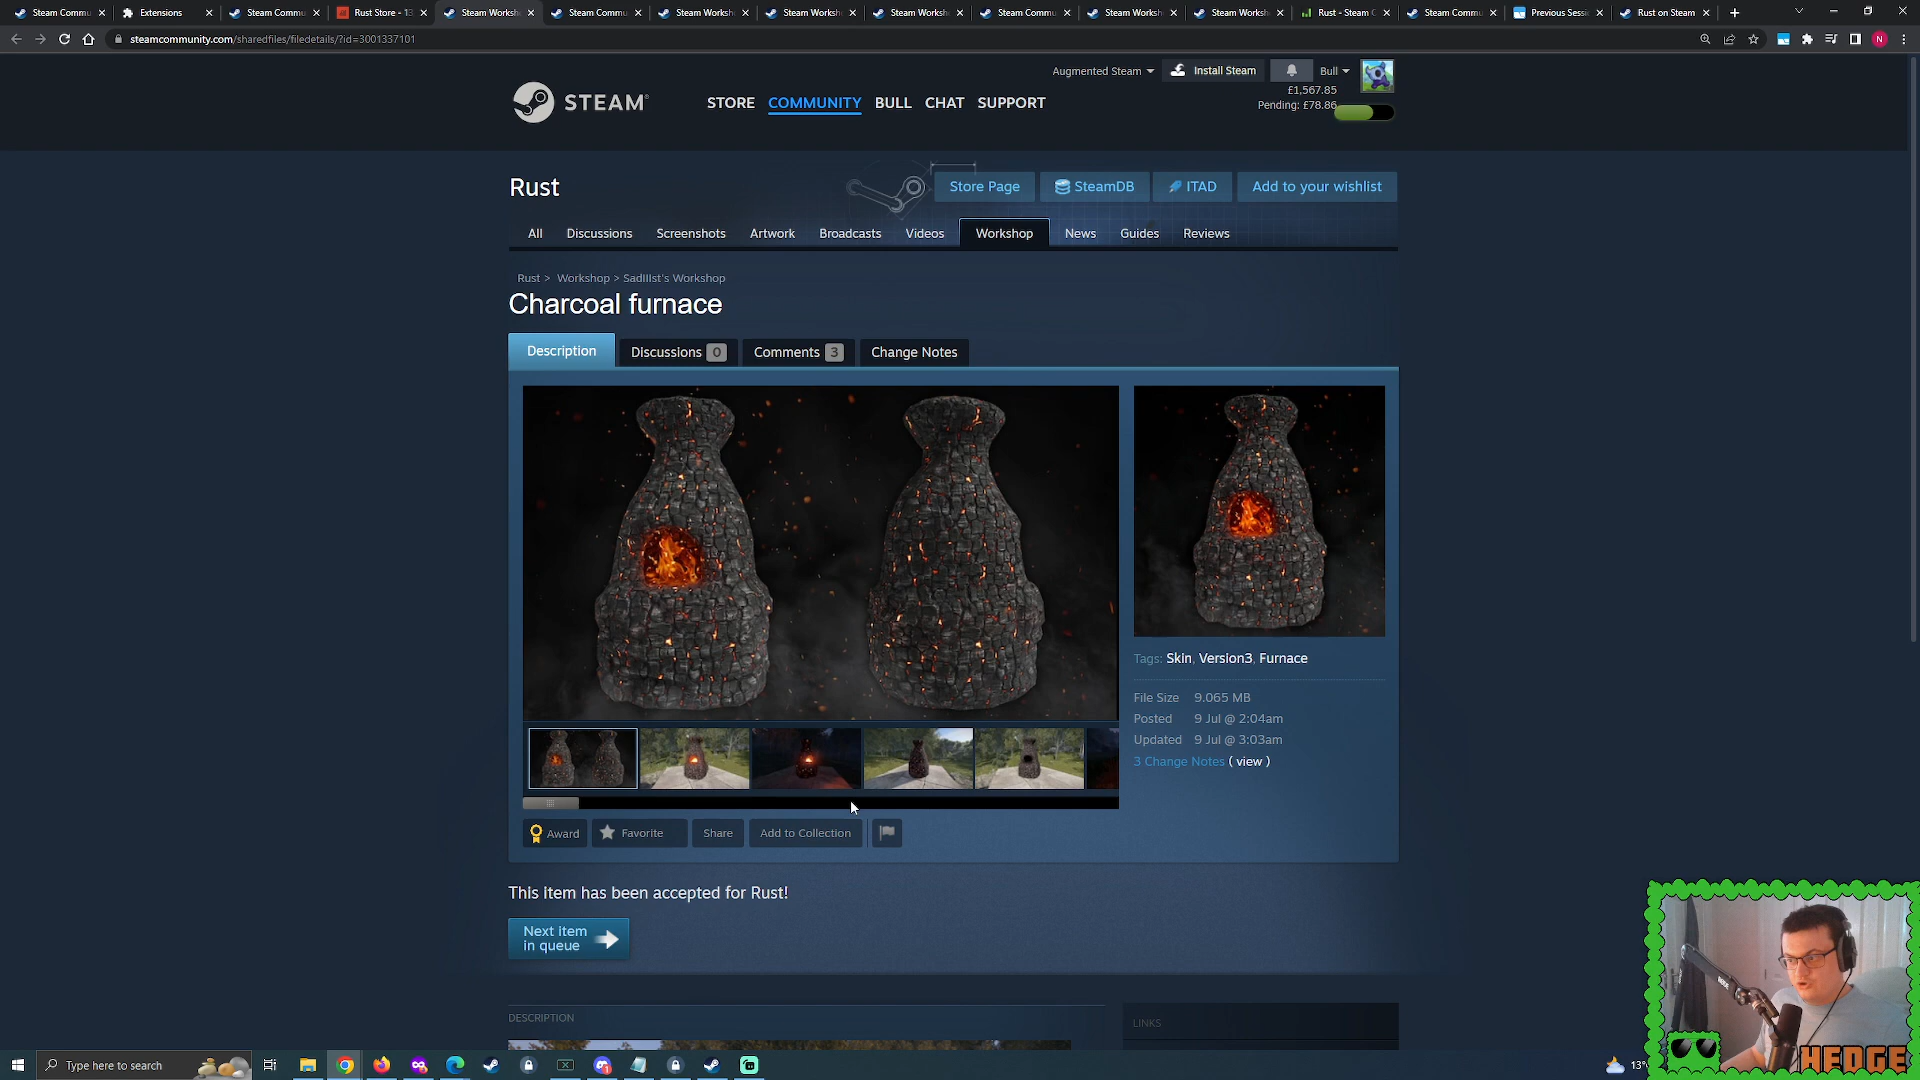 Steam Commu
Extensions
Steam Commu
Rust Store - 13
Steam Worksh
Steam Commu
Steam Worksh
Steam Worksh
Steam Worksh
Steam Commu
Steam Worksh
Steam Worksh
Rust - Steam C
Steam Commu
Previous Sessi
Rust on Steam
steamcommunity.com/sharedfiles/filedetails/?id=3001337101
N
Augmented Steam
Install Steam
Bull
£1,567.85
Pending: £78.86
STEAM
STORE
COMMUNITY
BULL
CHAT
SUPPORT
Rust
Store Page
SteamDB
ITAD
Add to your wishlist
All
Discussions
Screenshots
Artwork
Broadcasts
Videos
Workshop
News
Guides
Reviews
Rust > Workshop > SadIIIst's Workshop
Charcoal furnace
Description
Discussions 0
Comments 3
Change Notes
Tags: Skin, Version3, Furnace
File Size 9.065 MB
Posted 9 Jul @ 2:04am
Updated 9 Jul @ 3:03am
3 Change Notes ( view )
Award
Favorite
Share
Add to Collection
This item has been accepted for Rust!
Next item
in queue
DESCRIPTION
LINKS
Type here to search
13°
HEDGE